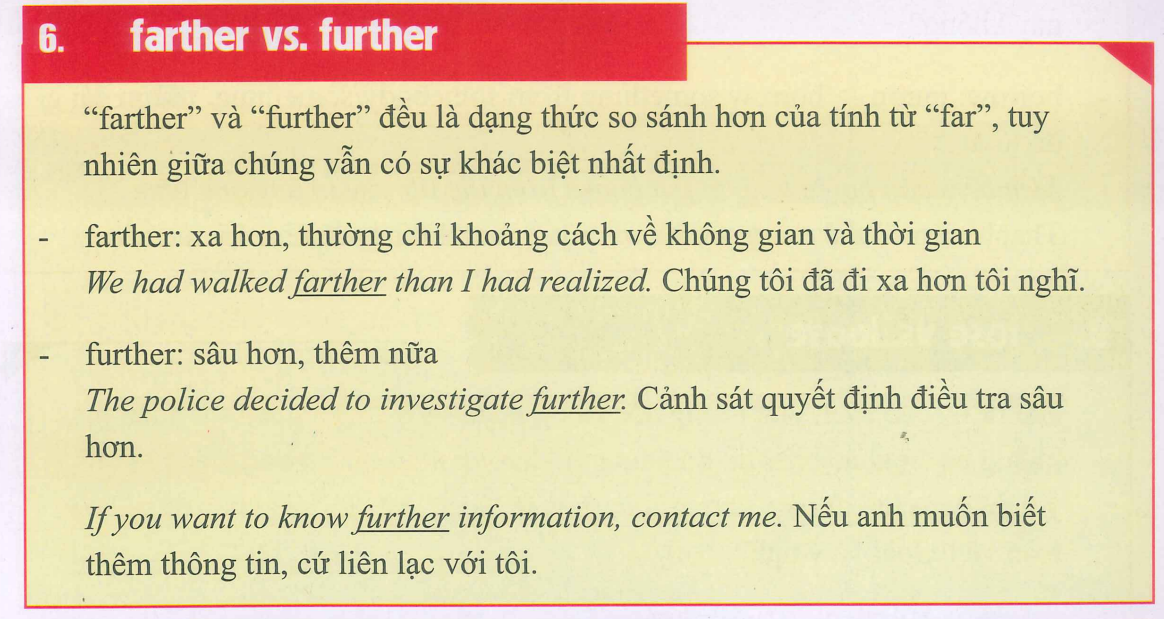 6. farther vs. further
“farther” và “further” đều là dạng thức so sánh hơn của tính từ “far”, tuy
nhiên giữa chúng vẫn có sự khác biệt nhất định.
- farther: xa hơn, thường chỉ khoảng cách về không gian và thời gian
We had walked farther than I had realized. Chúng tôi đã đi xa hơn tôi nghĩ.
- further: sâu hơn, thêm nữa
The police decided to investigate further. Cảnh sát quyết định điều tra sâu
hơn.
If you want to know further information, contact me. Nếu anh muốn biết
thêm thông tin, cứ liên lạc với tôi.